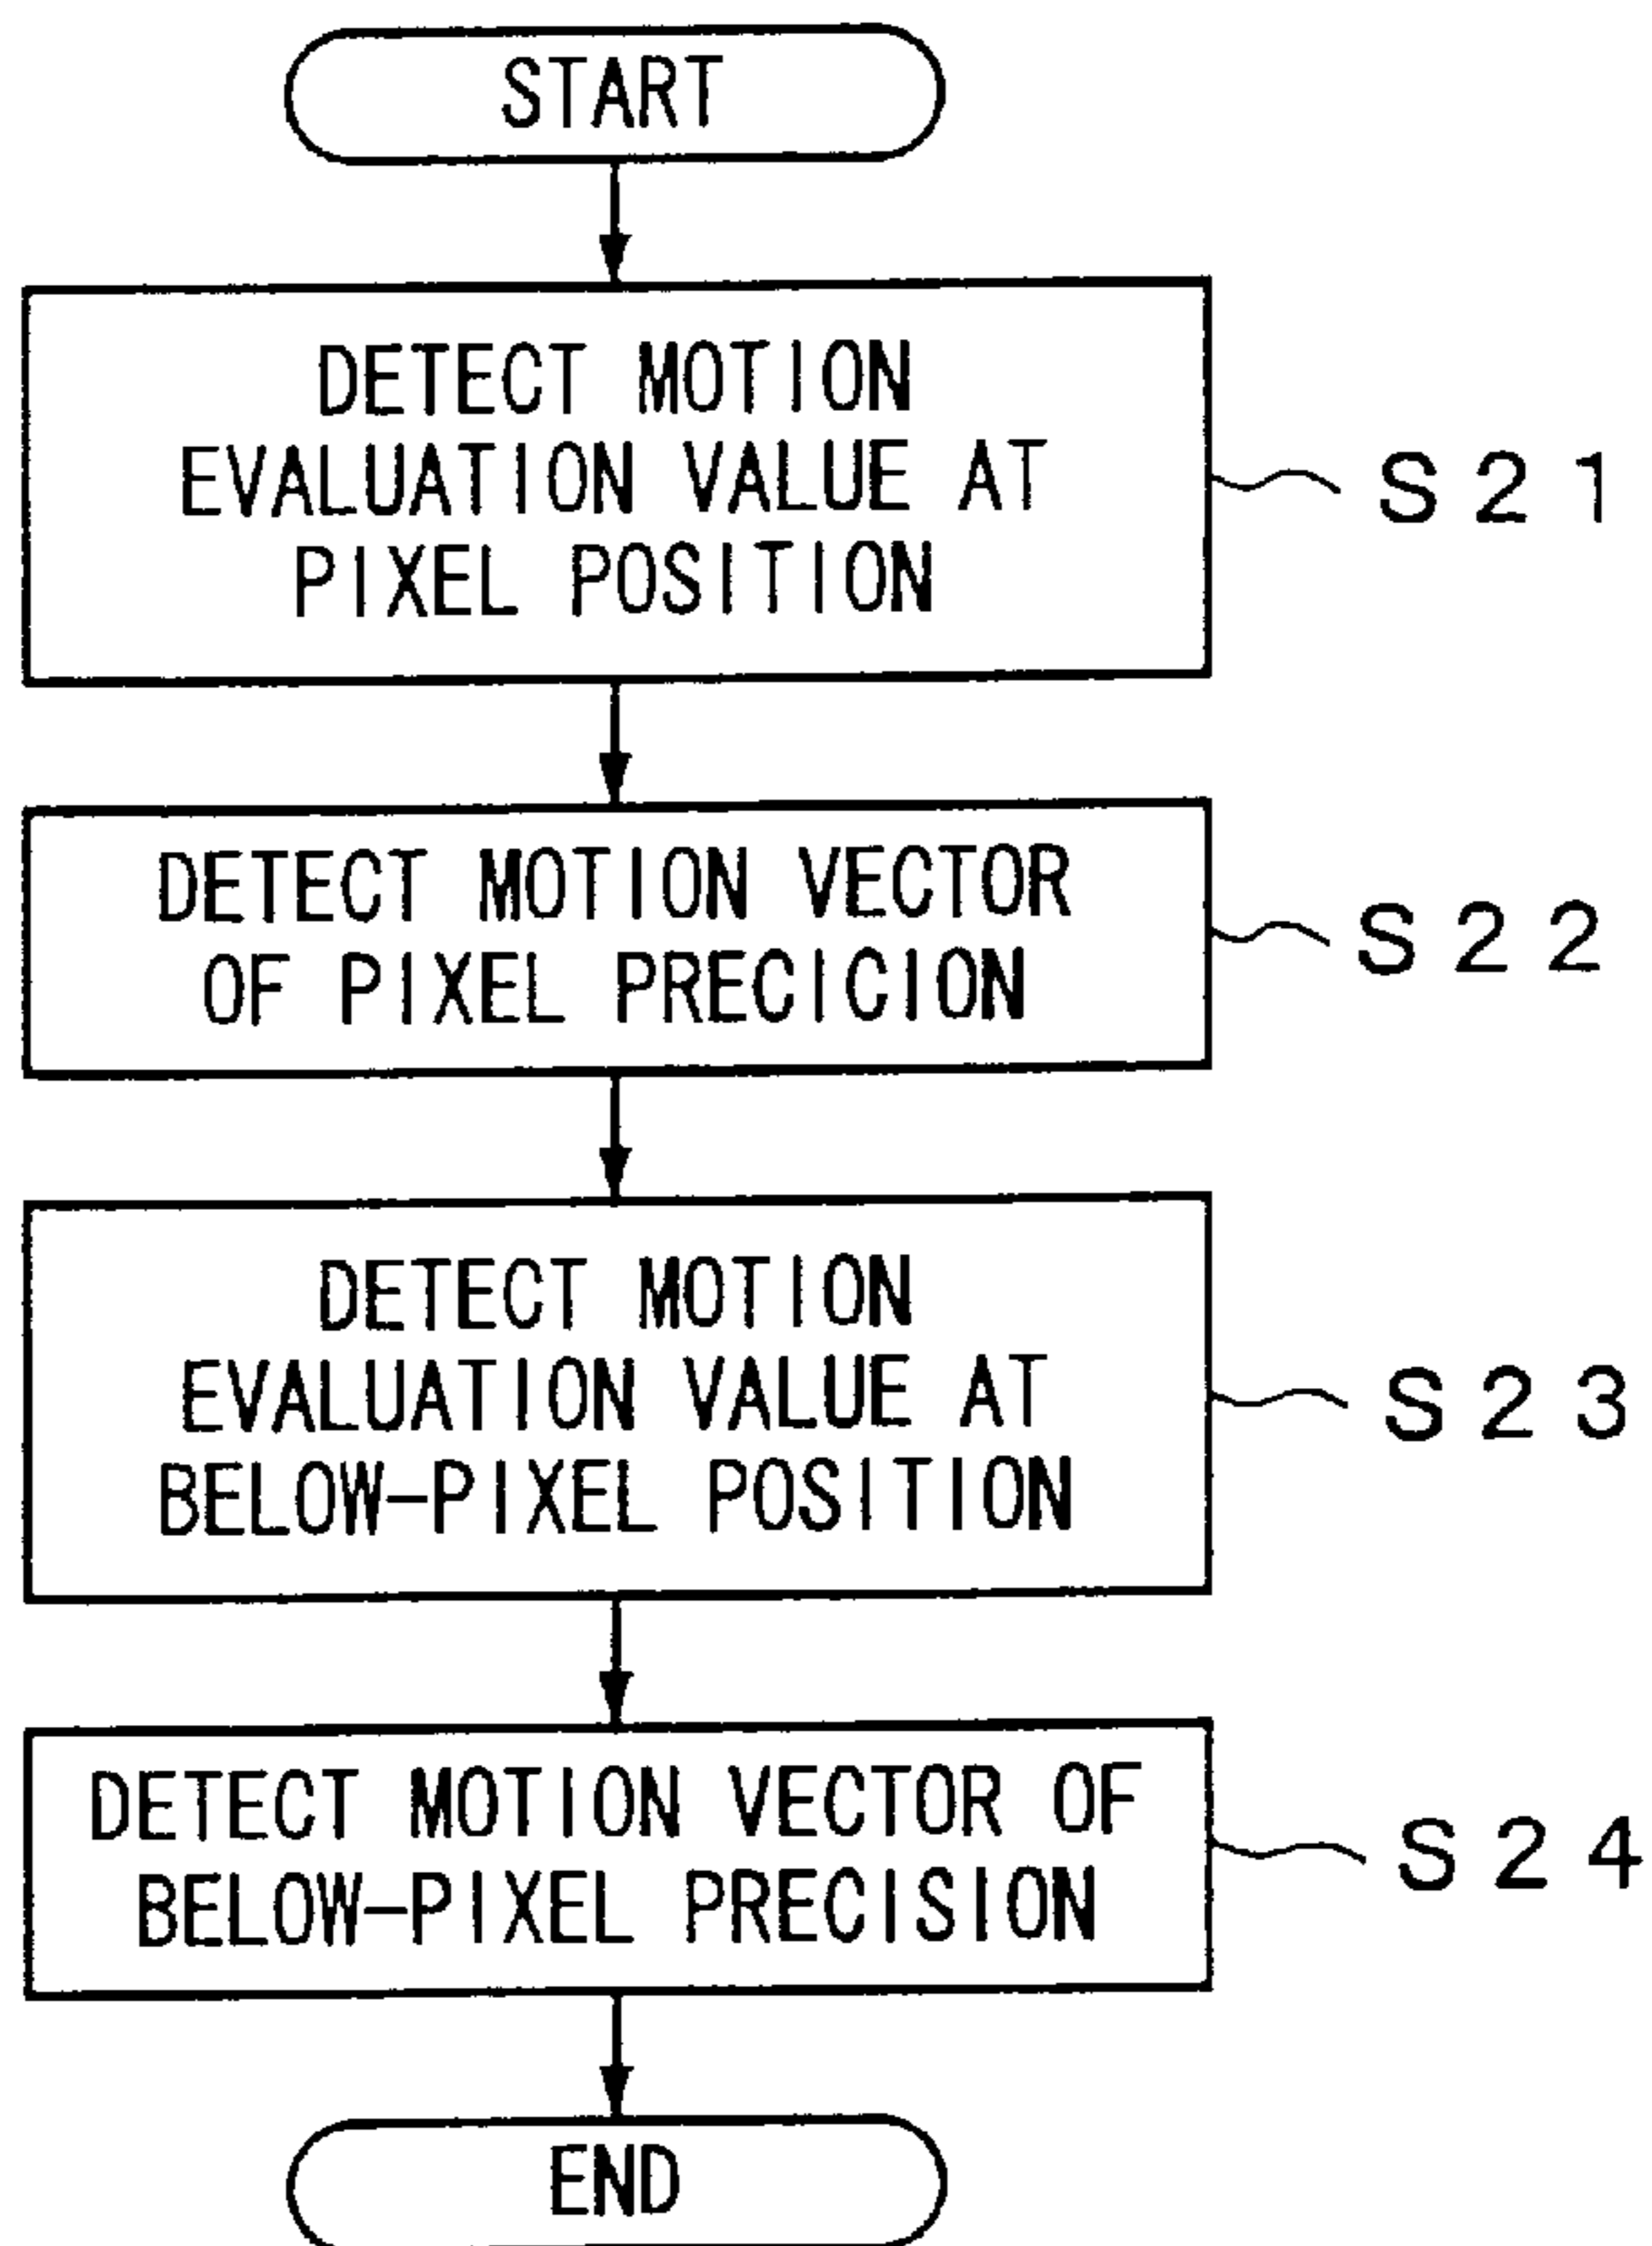 START
DETECT MOTION
EVALUATION VALUE AT
PIXEL POSITION
S21
DETECT MOTION VECTOR
OF PIXEL PRECICION
S22
DETECT MOTION
EVALUATION VALUE AT
BELOW-PIXEL POSITION
S23
DETECT MOTION VECTOR OF
BELOW-PIXEL PRECISION
S24
END